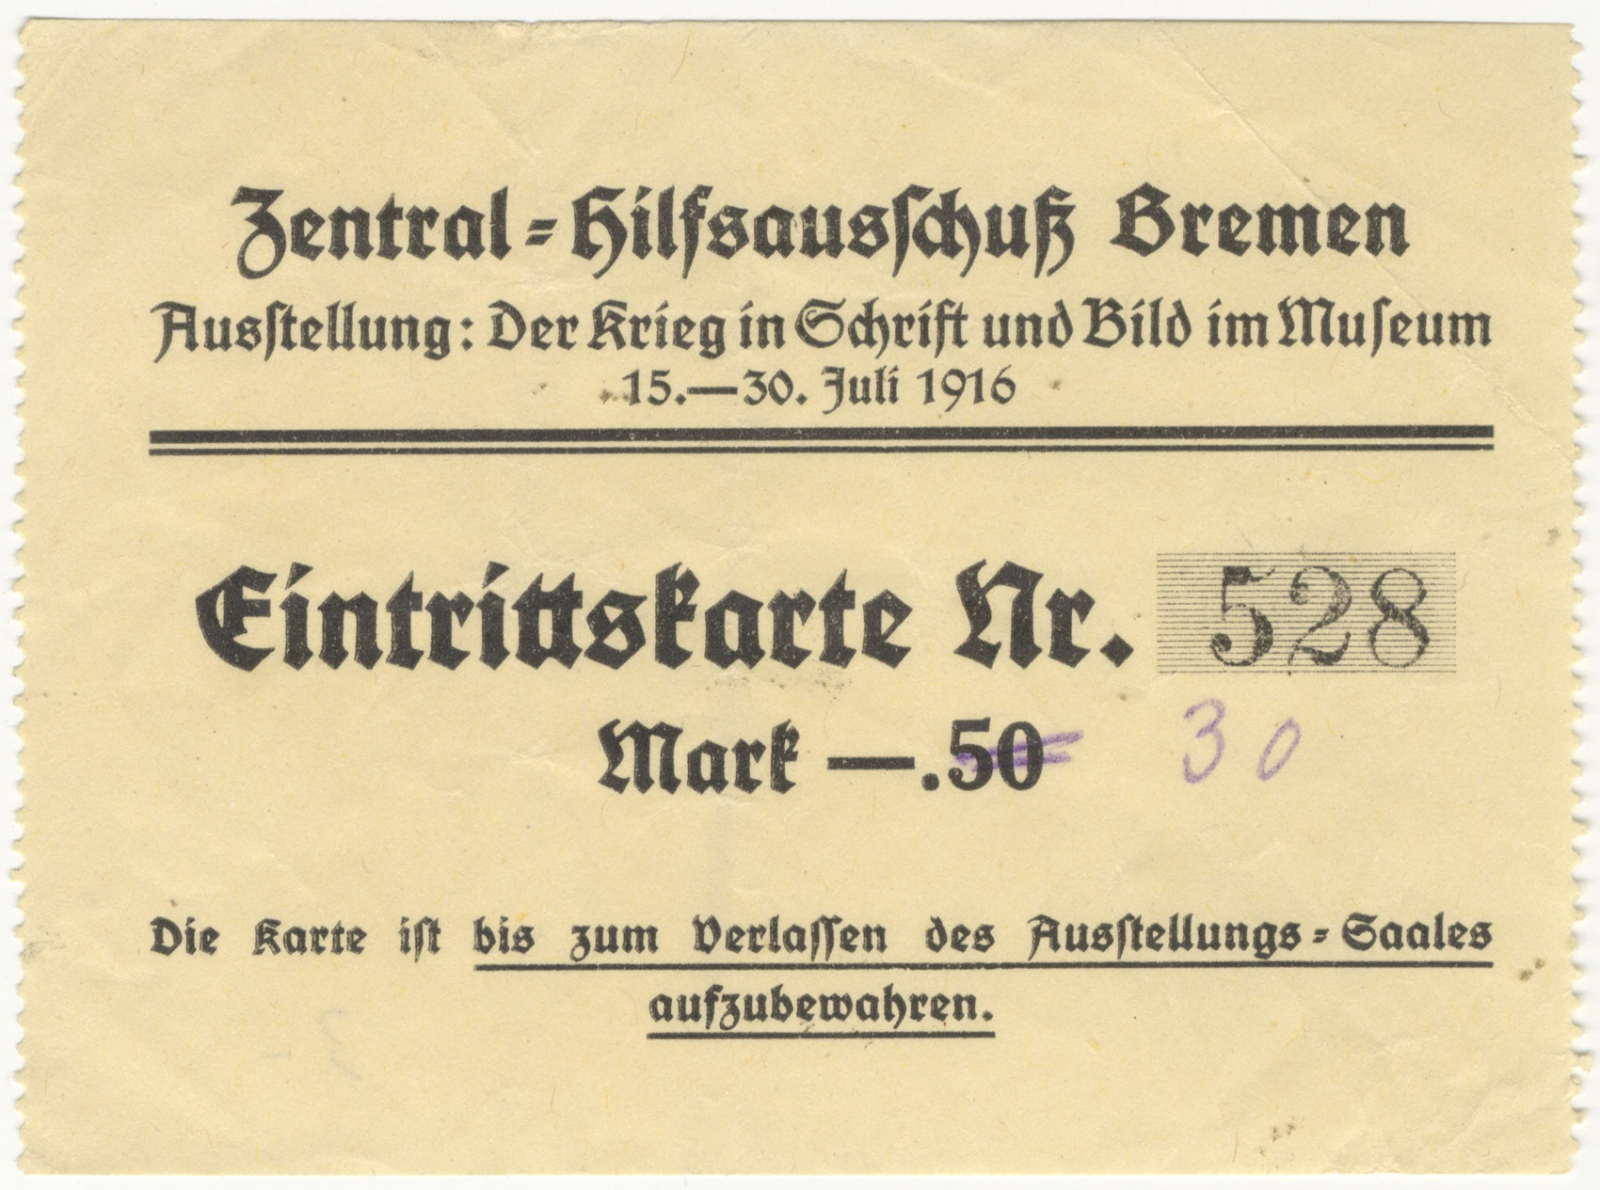 Zentral=Hilfsausschuß Bremen
Ausstellung: Der Krieg in Schrift und Bild im Museum
15.—30. Juli 1916
Eintrittskarte Nr. 528
Mark —.50 30
Die Karte ist bis zum Verlassen des Ausstellungs=Saales
aufzubewahren.